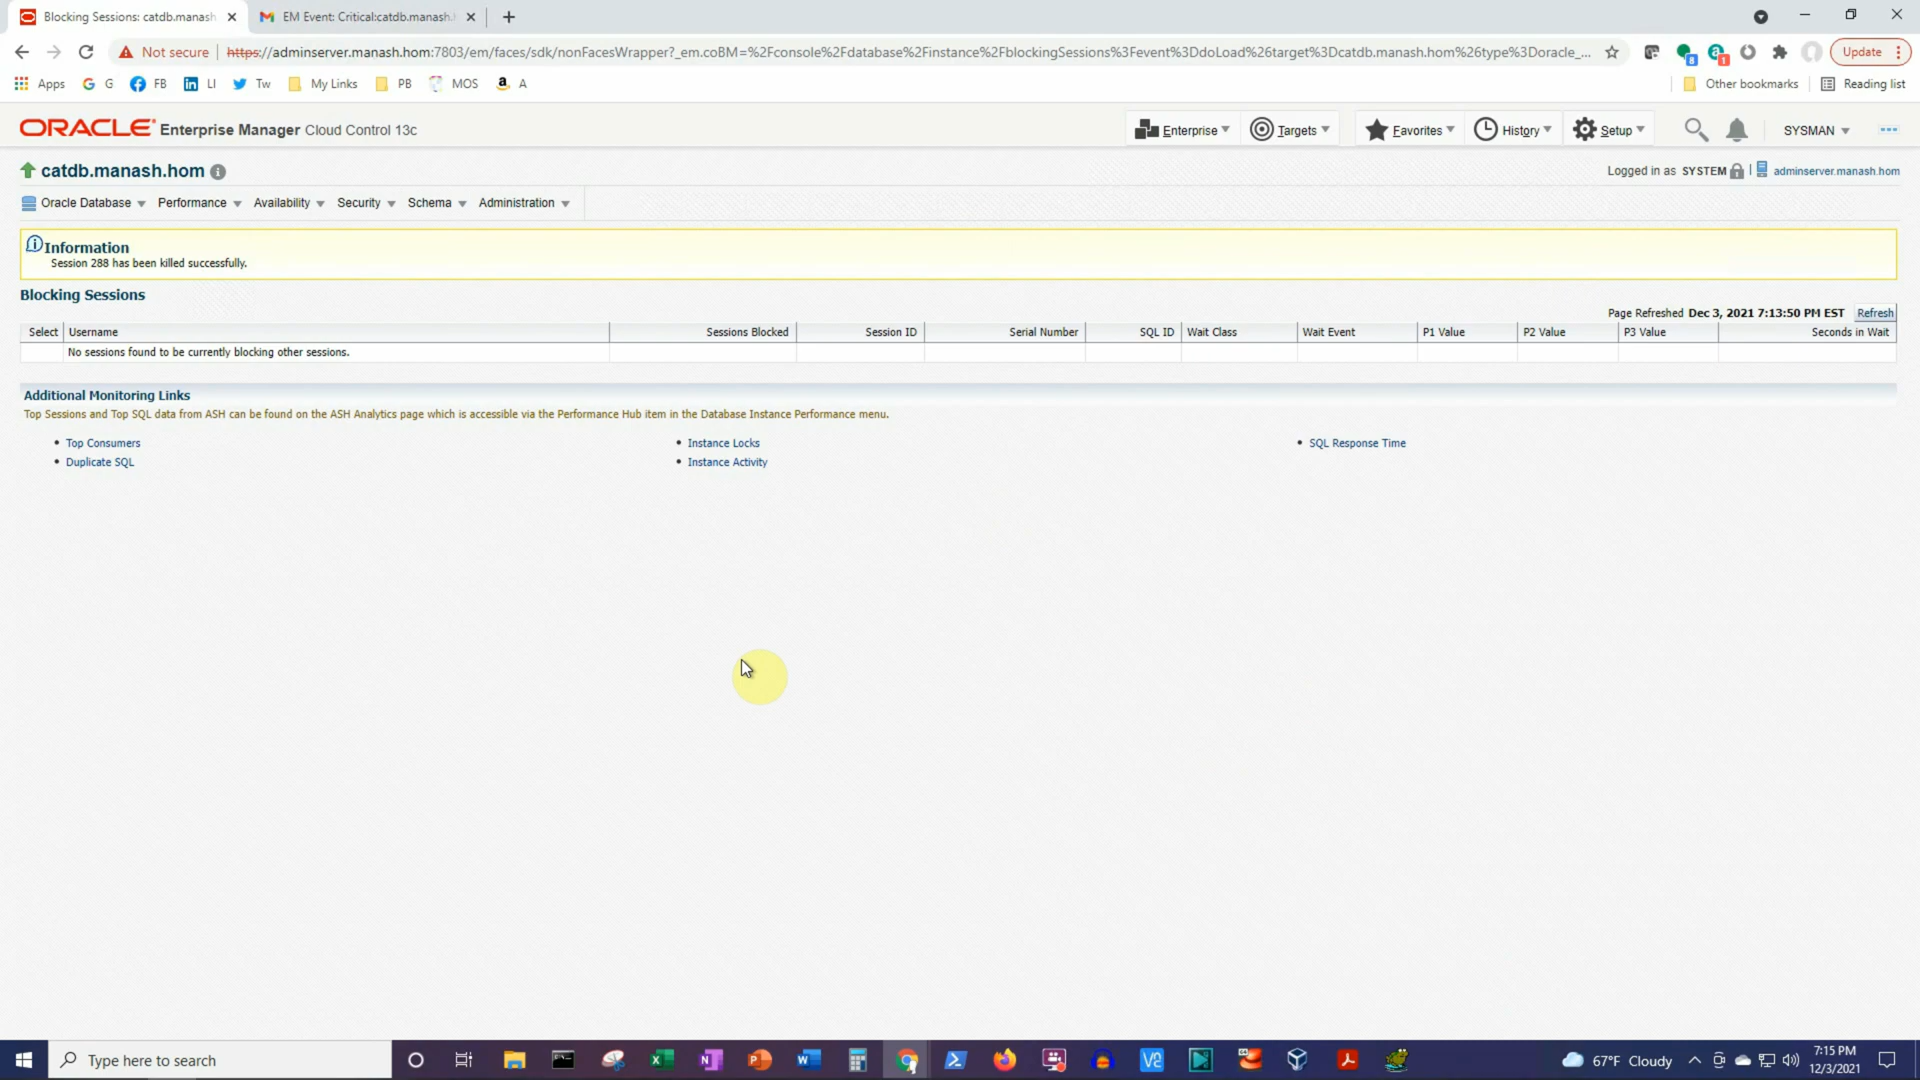 Blocking Sessions: catdb.manash
EM Event: Critical:catdb.manash.
Not secure
https://adminserver.manash.hom:7803/em/faces/sdk/nonFacesWrapper?_em.coBM=%2Fconsole%2Fdatabase%2Finstance%2FblockingSessions%3Fevent%3DdoLoad%26target%3Dcatdb.manash.hom%26type%3Doracle_...
8
1
Update
Apps
G
FB
LI
Tw
My Links
PB
MOS
A
Other bookmarks
Reading list
ORACLE Enterprise Manager Cloud Control 13c
Enterprise
Targets
Favorites
History
Setup
SYSMAN
catdb.manash.hom
Logged in as SYSTEM
adminserver.manash.hom
Oracle Database
Performance
Availability
Security
Schema
Administration
Information
Session 288 has been killed successfully.
Blocking Sessions
Page Refreshed Dec 3, 2021 7:13:50 PM EST
Refresh
Select
Username
Sessions Blocked
Session ID
Serial Number
SQL ID
Wait Class
Wait Event
P1 Value
P2 Value
P3 Value
Seconds in Wait
No sessions found to be currently blocking other sessions.
Additional Monitoring Links
Top Sessions and Top SQL data from ASH can be found on the ASH Analytics page which is accessible via the Performance Hub item in the Database Instance Performance menu.
Top Consumers
Instance Locks
SQL Response Time
Duplicate SQL
Instance Activity
Type here to search
67°F Cloudy
7:15 PM
12/3/2021